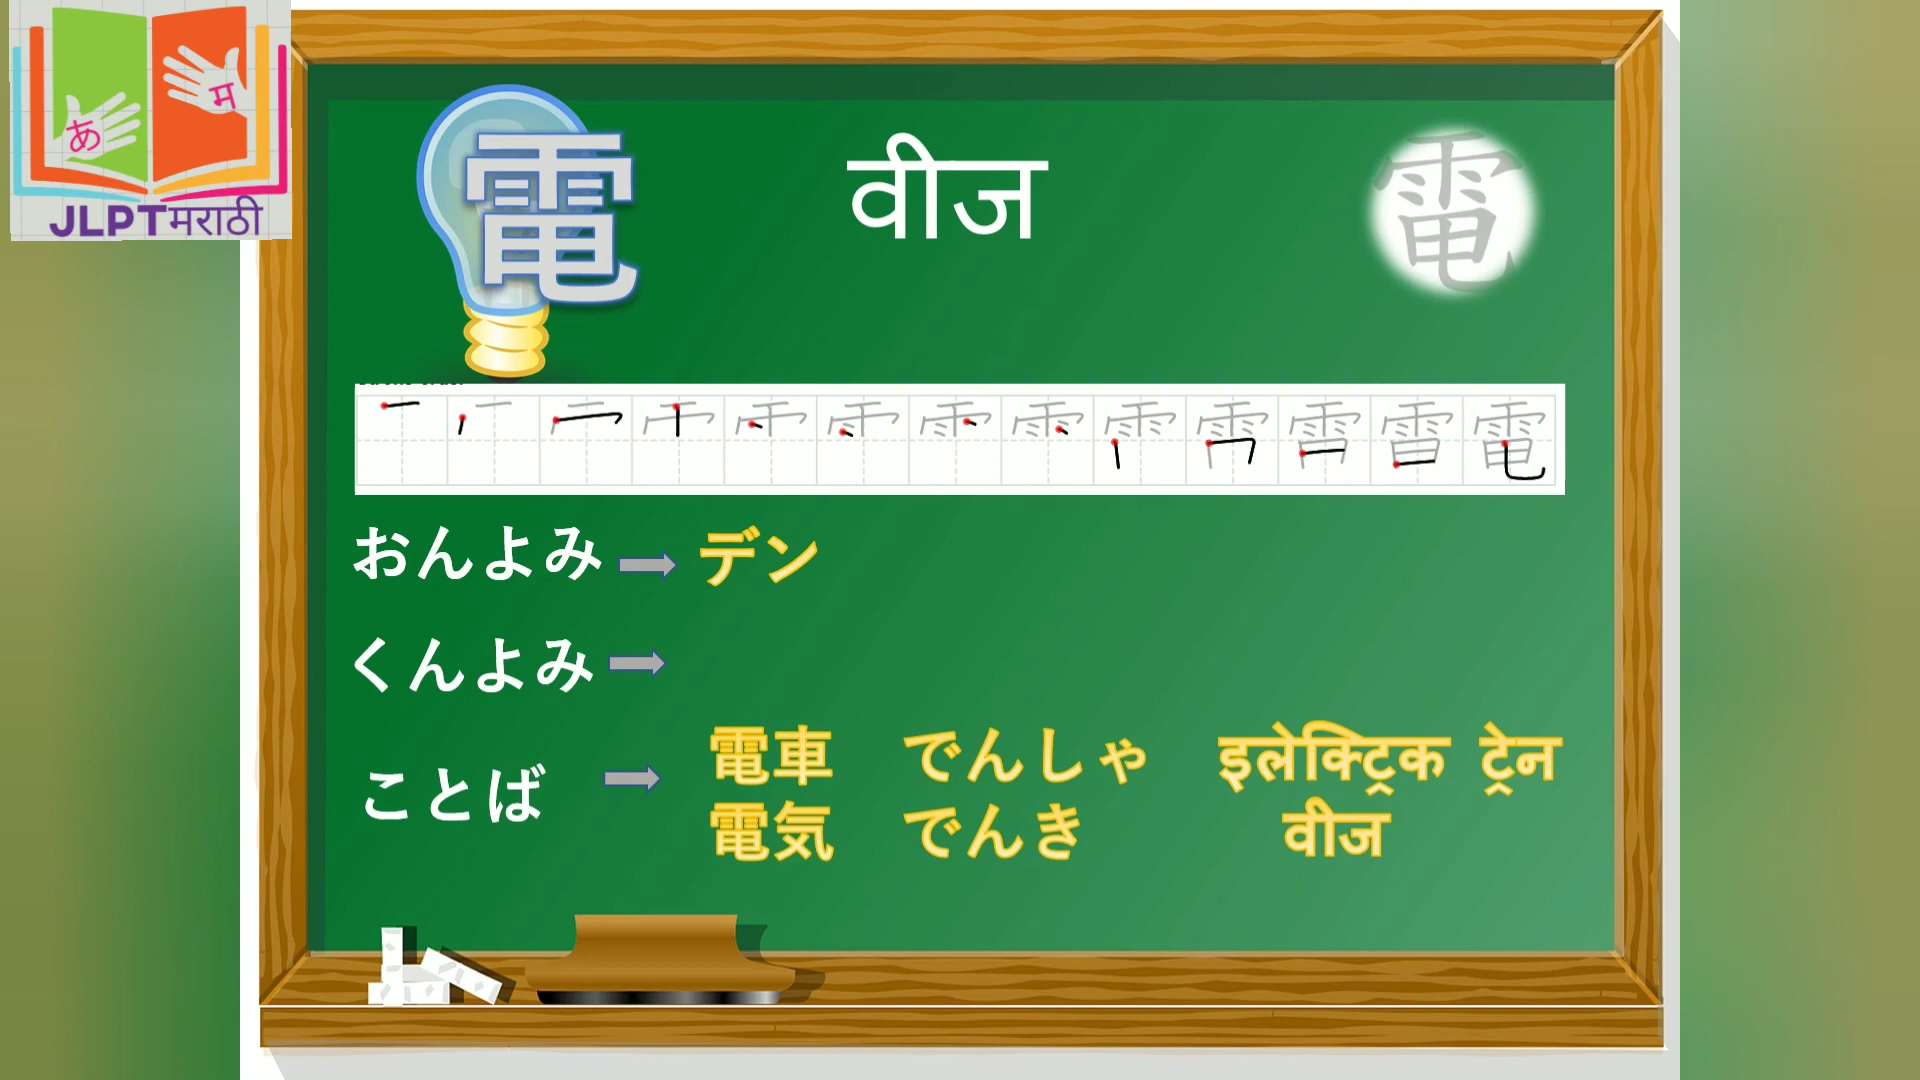 あ म
JLPTमराठी
電 वीज 電
おんよみ デン
くんよみ
ことば
電車 でんしゃ इलेक्ट्रिक ट्रेन
電気 でんき वीज